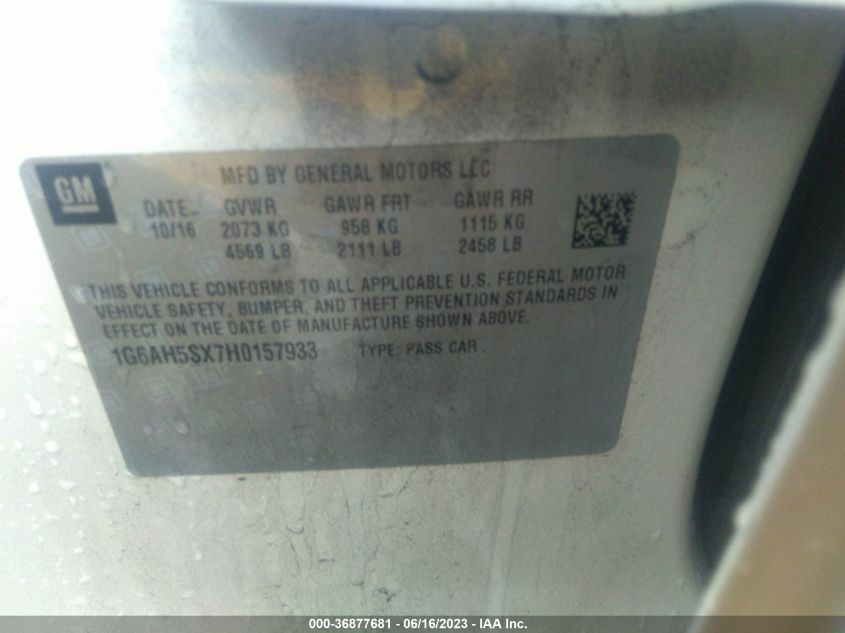 GM
MFD BY GENERAL MOTORS LLC
DATE GVWR GAWR FRT GAWR RR
10/16 2073 KG 958 KG 1115 KG
4569 LB 2111 LB 2458 LB
THIS VEHICLE CONFORMS TO ALL APPLICABLE U.S. FEDERAL MOTOR
VEHICLE SAFETY, BUMPER, AND THEFT PREVENTION STANDARDS IN
EFFECT ON THE DATE OF MANUFACTURE SHOWN ABOVE.
1G6AH5SX7H0157933 TYPE: PASS CAR
000-36877681 - 06/16/2023 - IAA Inc.